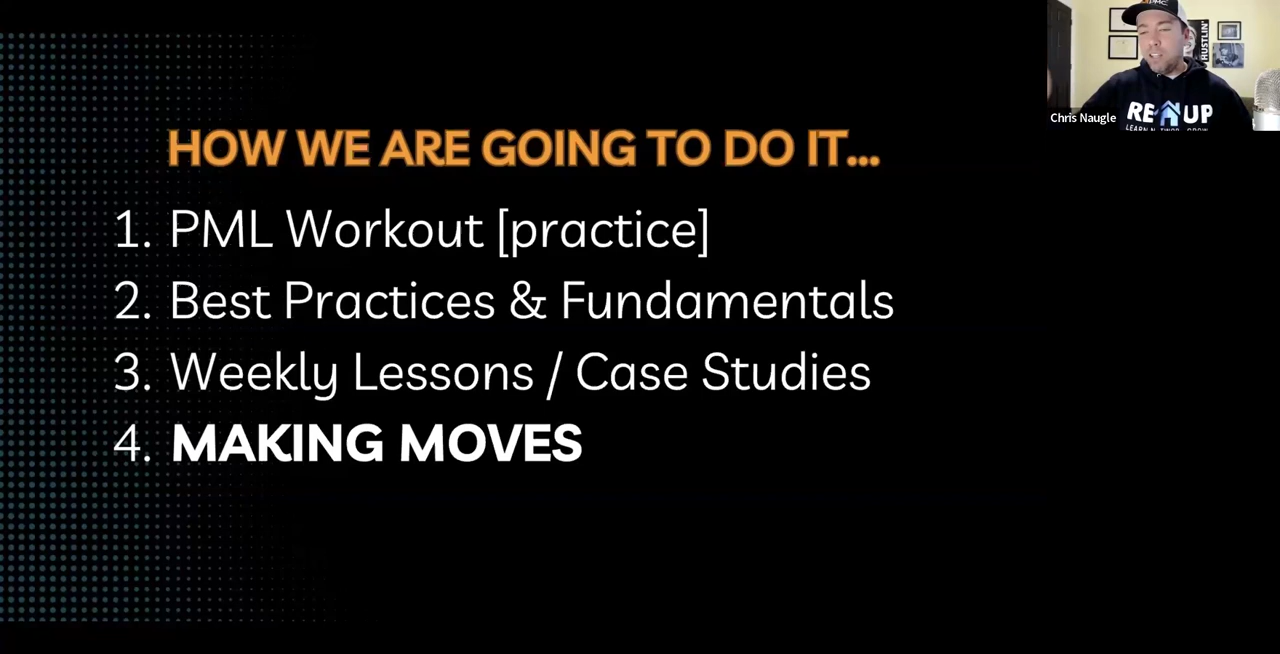 HOW WE ARE GOING TO DO IT...
1. PML Workout [practice]
2. Best Practices & Fundamentals
3. Weekly Lessons / Case Studies
4. MAKING MOVES
HUSTLIN'
RE UP
Chris Naugle